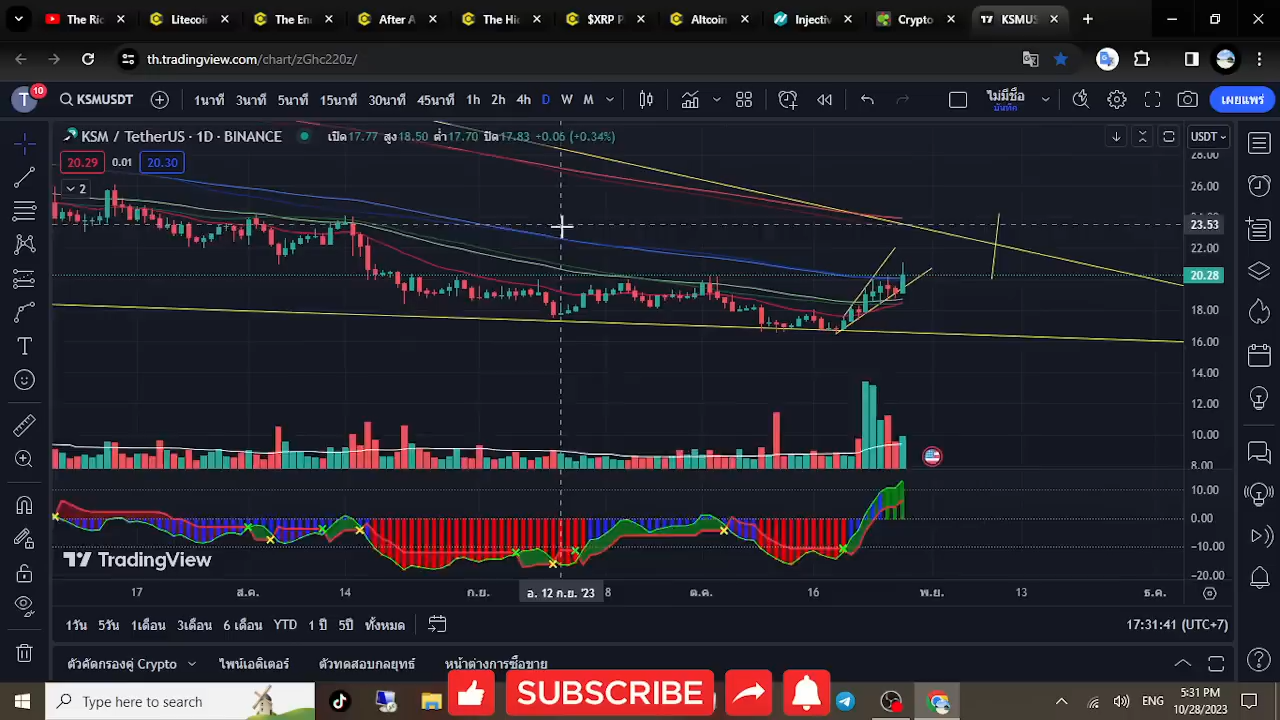 The Ric
Litecoin
The En
After A
The Hi
$XRP P
Altcoin
Injectiv
Crypto
KSMUS
th.tradingview.com/chart/zGhc220z/
T
10
KSMUSDT
1นาที
3นาที
5นาที
15นาที
30นาที
45นาที
1h
2h
4h
D
W
M
ไม่มีชื่อ
บันทึก
เผยแพร่
KSM / TetherUS · 1D · BINANCE
เปิด17.77 สูง18.50 ต่ำ17.70 ปิด17.83 +0.06 (+0.34%)
USDT
20.29
0.01
20.30
2
28.00
26.00
23.53
22.00
20.28
18.00
16.00
14.00
12.00
10.00
8.00
10.00
0.00
−10.00
−20.00
TradingView
17
ส.ค.
14
ก.ย.
อ. 12 ก.ย. '23
8
ต.ค.
16
พ.ย.
13
ธ.ค.
1วัน
5วัน
1เดือน
3เดือน
6 เดือน
YTD
1 ปี
5ปี
ทั้งหมด
17:31:41 (UTC+7)
ตัวคัดกรองคู่ Crypto
ไพน์เอดิเตอร์
ตัวทดสอบกลยุทธ์
หน้าต่างการซื้อขาย
SUBSCRIBE
Type here to search
ENG
5:31 PM
10/28/2023